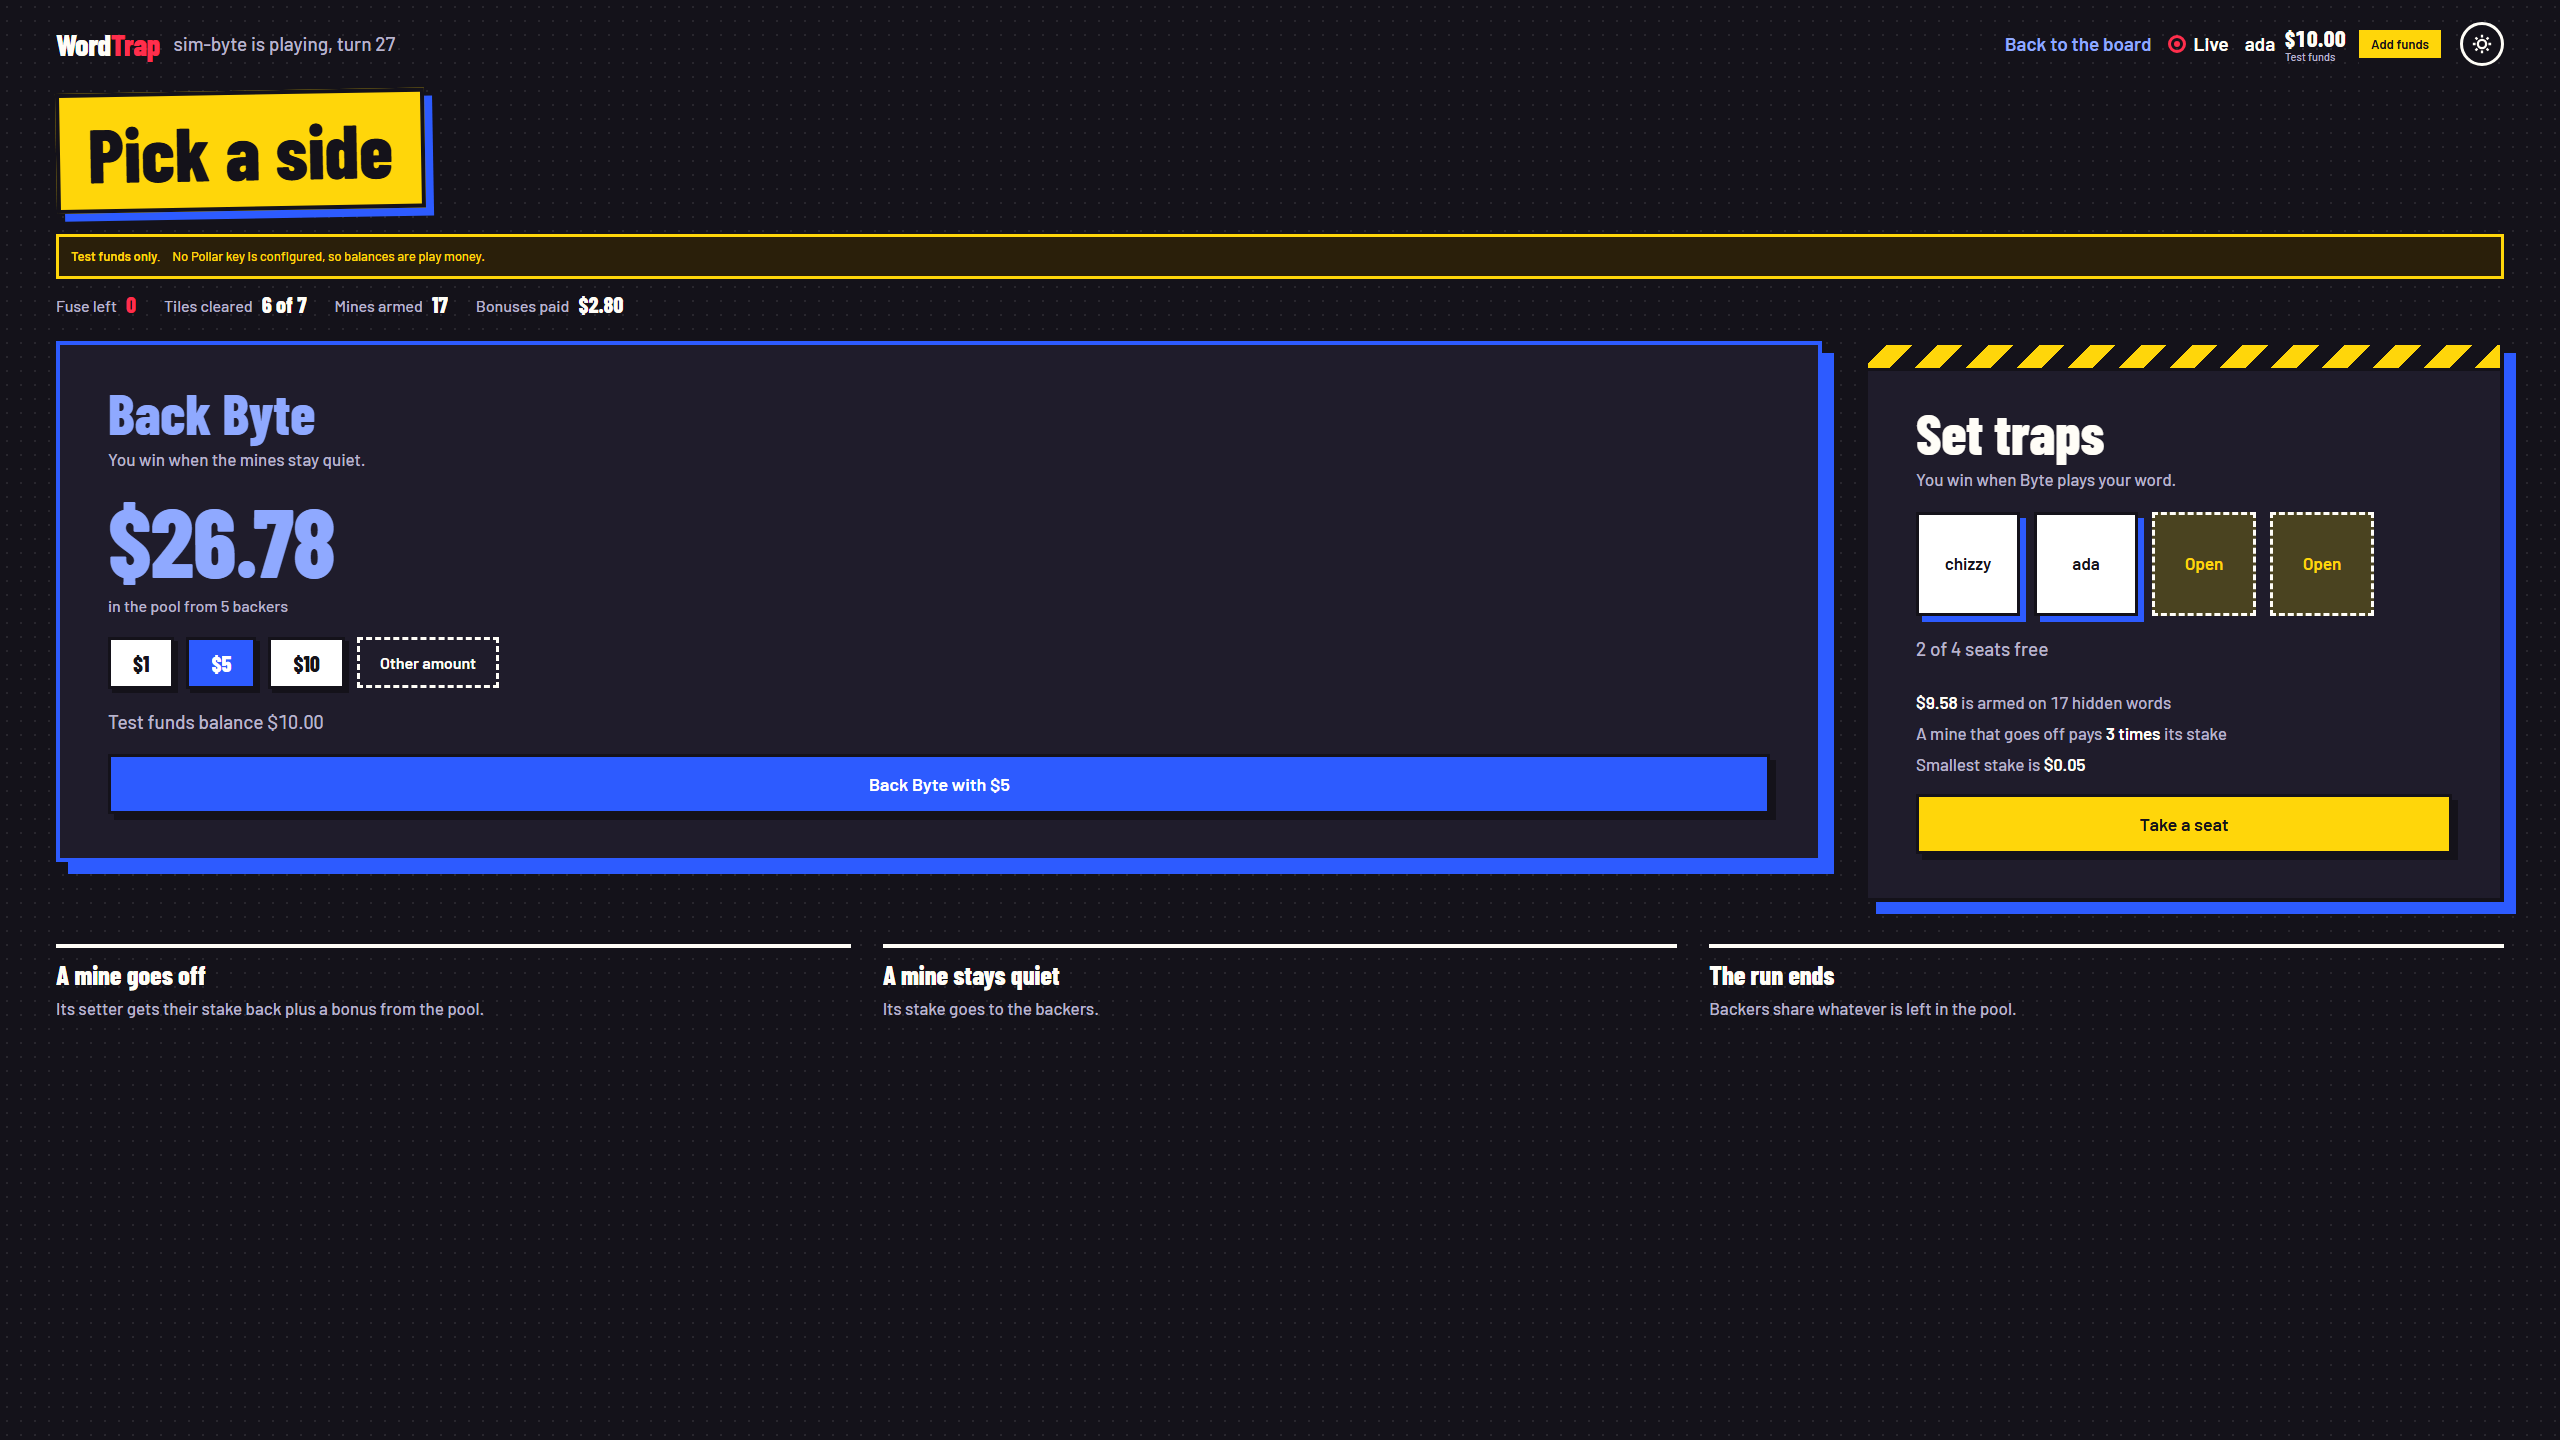 WordTrap sim-byte is playing, turn 27
Back to the board Live ada $10.00 Test funds Add funds
Pick a side
Test funds only. No Pollar key is configured, so balances are play money.
Fuse left 0 Tiles cleared 6 of 7 Mines armed 17 Bonuses paid $2.80
Back Byte
You win when the mines stay quiet.
$26.78
in the pool from 5 backers
$1 $5 $10 Other amount
Test funds balance $10.00
Back Byte with $5
Set traps
You win when Byte plays your word.
chizzy ada Open Open
2 of 4 seats free
$9.58 is armed on 17 hidden words
A mine that goes off pays 3 times its stake
Smallest stake is $0.05
Take a seat
A mine goes off
Its setter gets their stake back plus a bonus from the pool.
A mine stays quiet
Its stake goes to the backers.
The run ends
Backers share whatever is left in the pool.